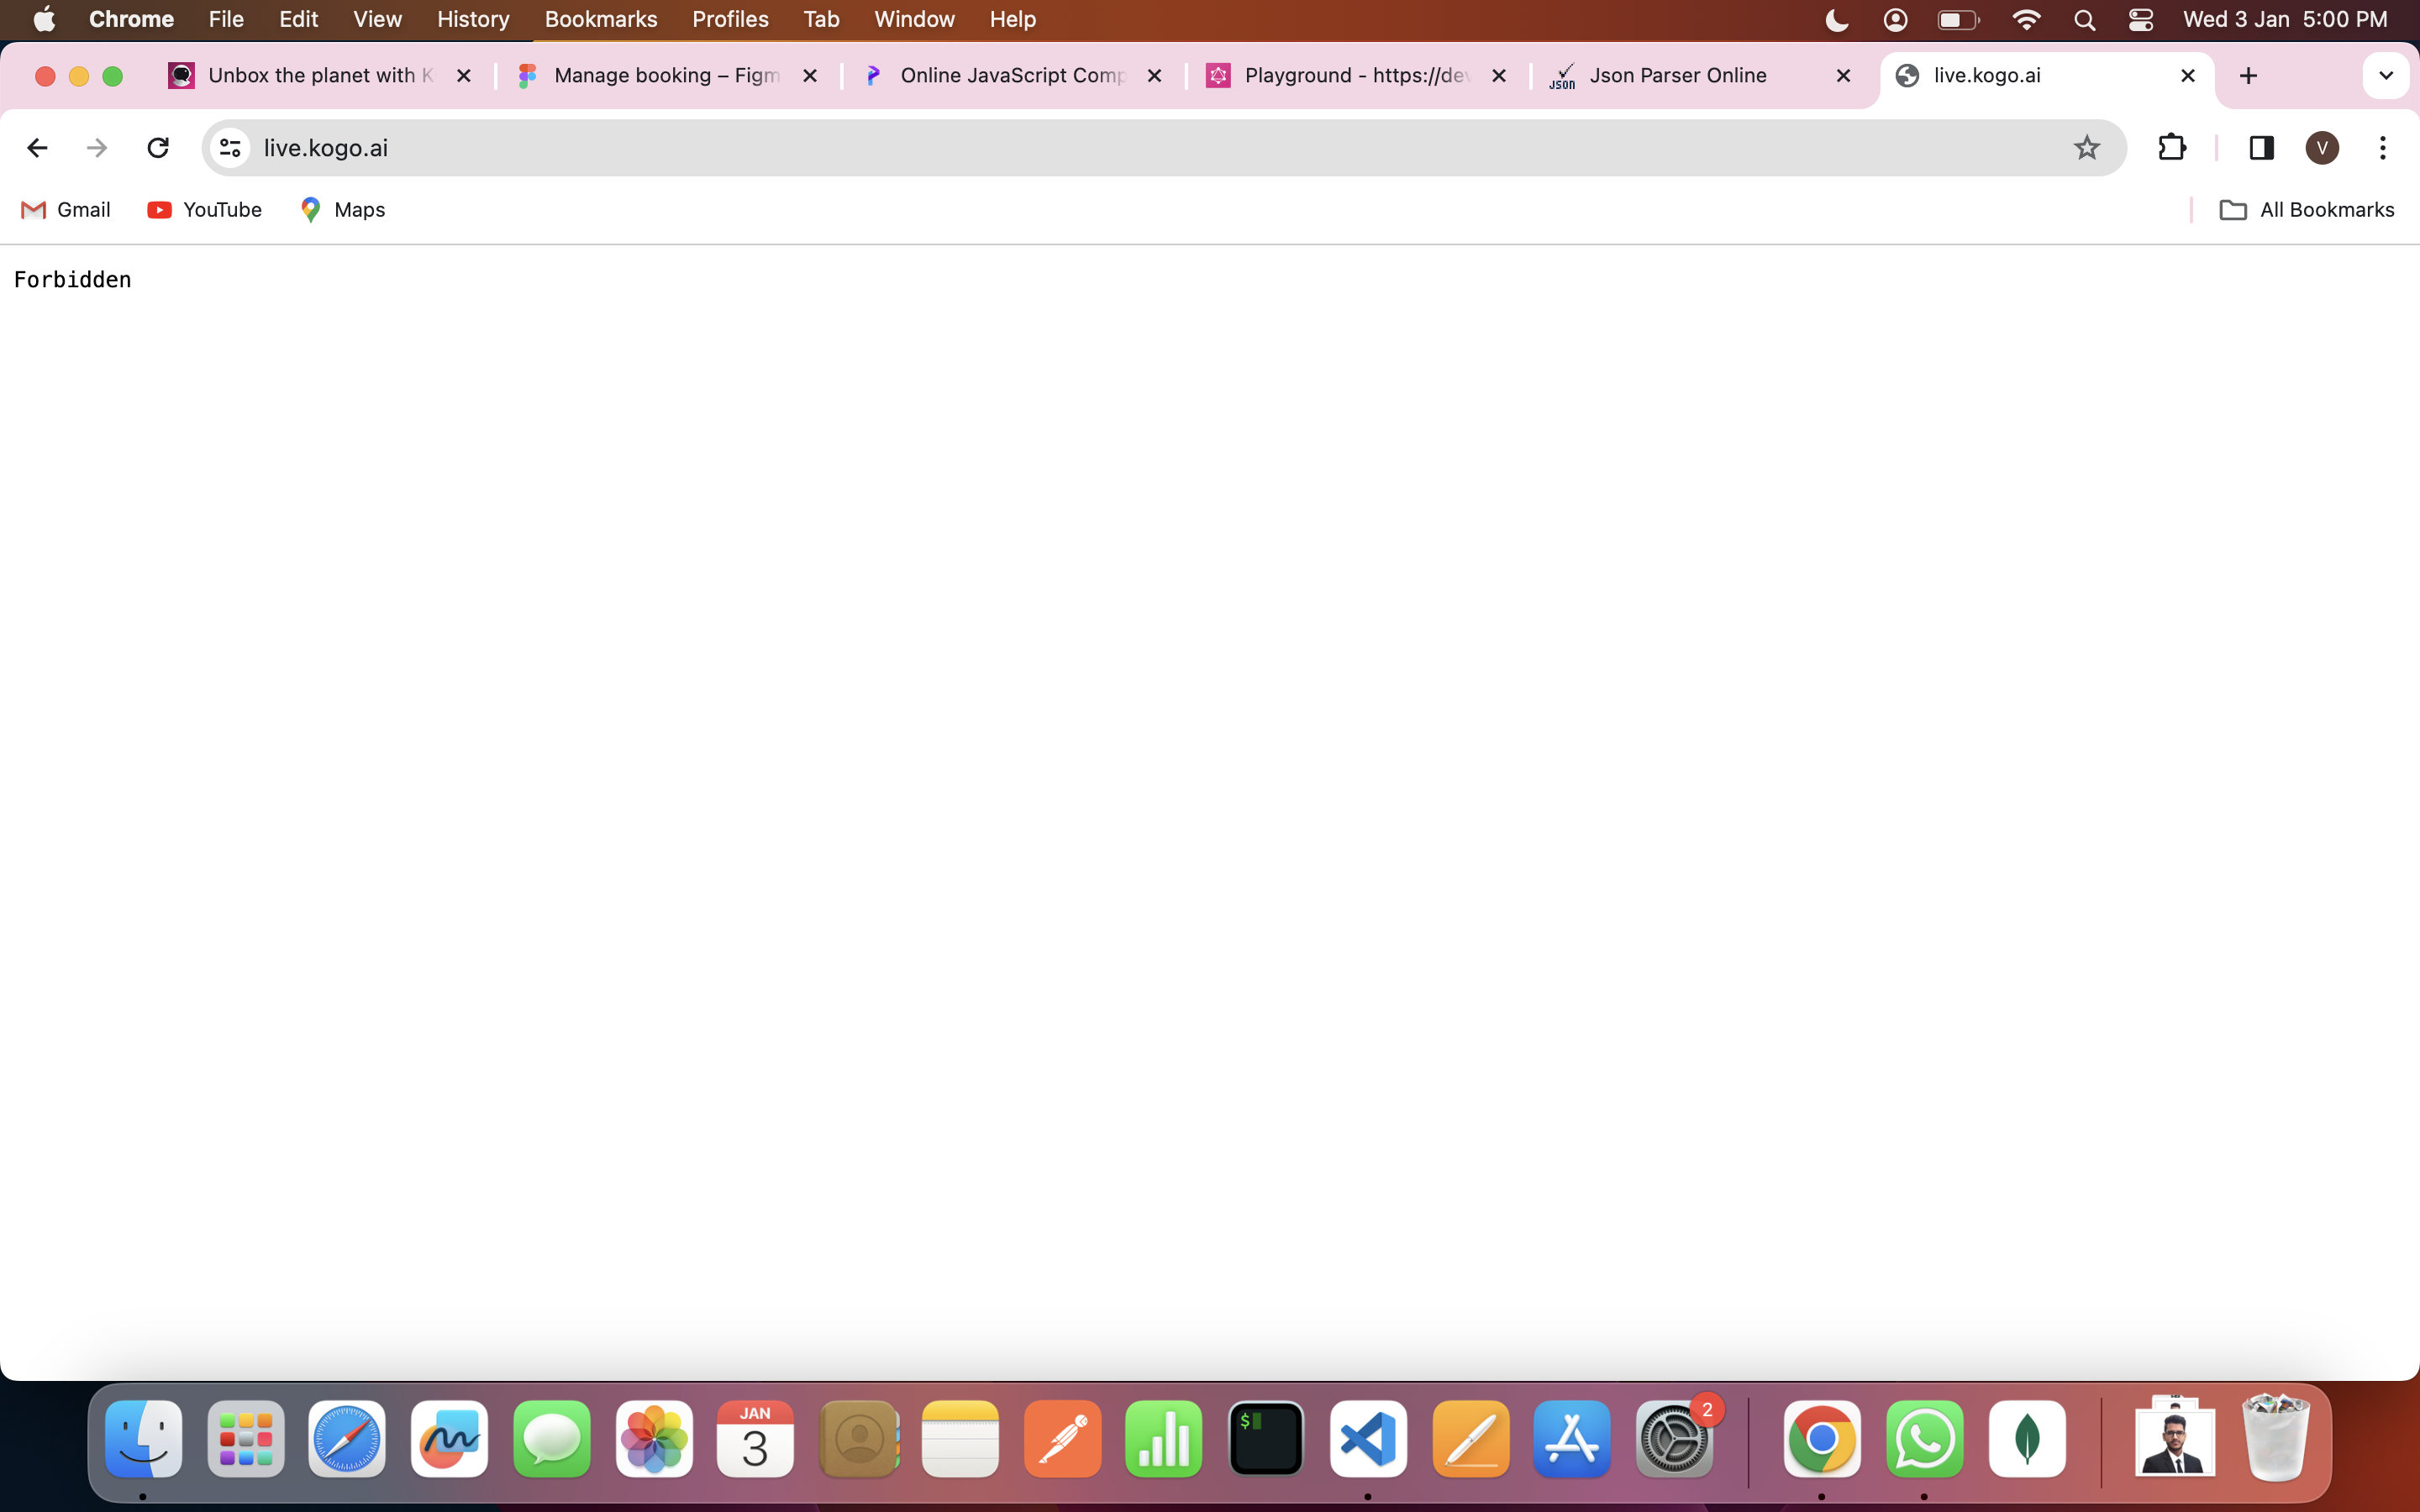 Chrome File Edit View History Bookmarks Profiles Tab Window Help Wed 3 Jan 5:00 PM
Unbox the planet with K Manage booking – Figm Online JavaScript Comp Playground - https://dev Json Parser Online live.kogo.ai
live.kogo.ai V
Gmail YouTube Maps All Bookmarks
Forbidden
JAN 2
3 $